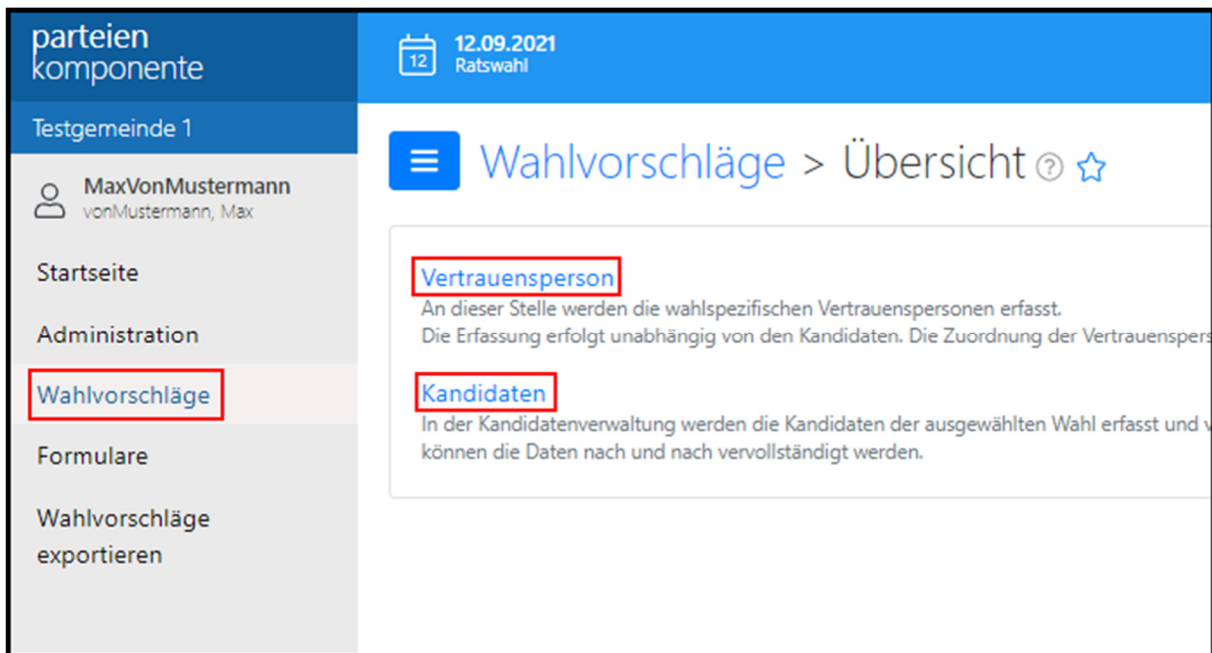 parteien
komponente
12.09.2021
12
Ratswahl
Testgemeinde 1
MaxVonMustermann
vonMustermann, Max
Startseite
Administration
Wahlvorschläge
Formulare
Wahlvorschläge
exportieren
Wahlvorschläge > Übersicht ?
Vertrauensperson
An dieser Stelle werden die wahlspezifischen Vertrauenspersonen erfasst.
Die Erfassung erfolgt unabhängig von den Kandidaten. Die Zuordnung der Vertrauenspers
Kandidaten
In der Kandidatenverwaltung werden die Kandidaten der ausgewählten Wahl erfasst und v
können die Daten nach und nach vervollständigt werden.